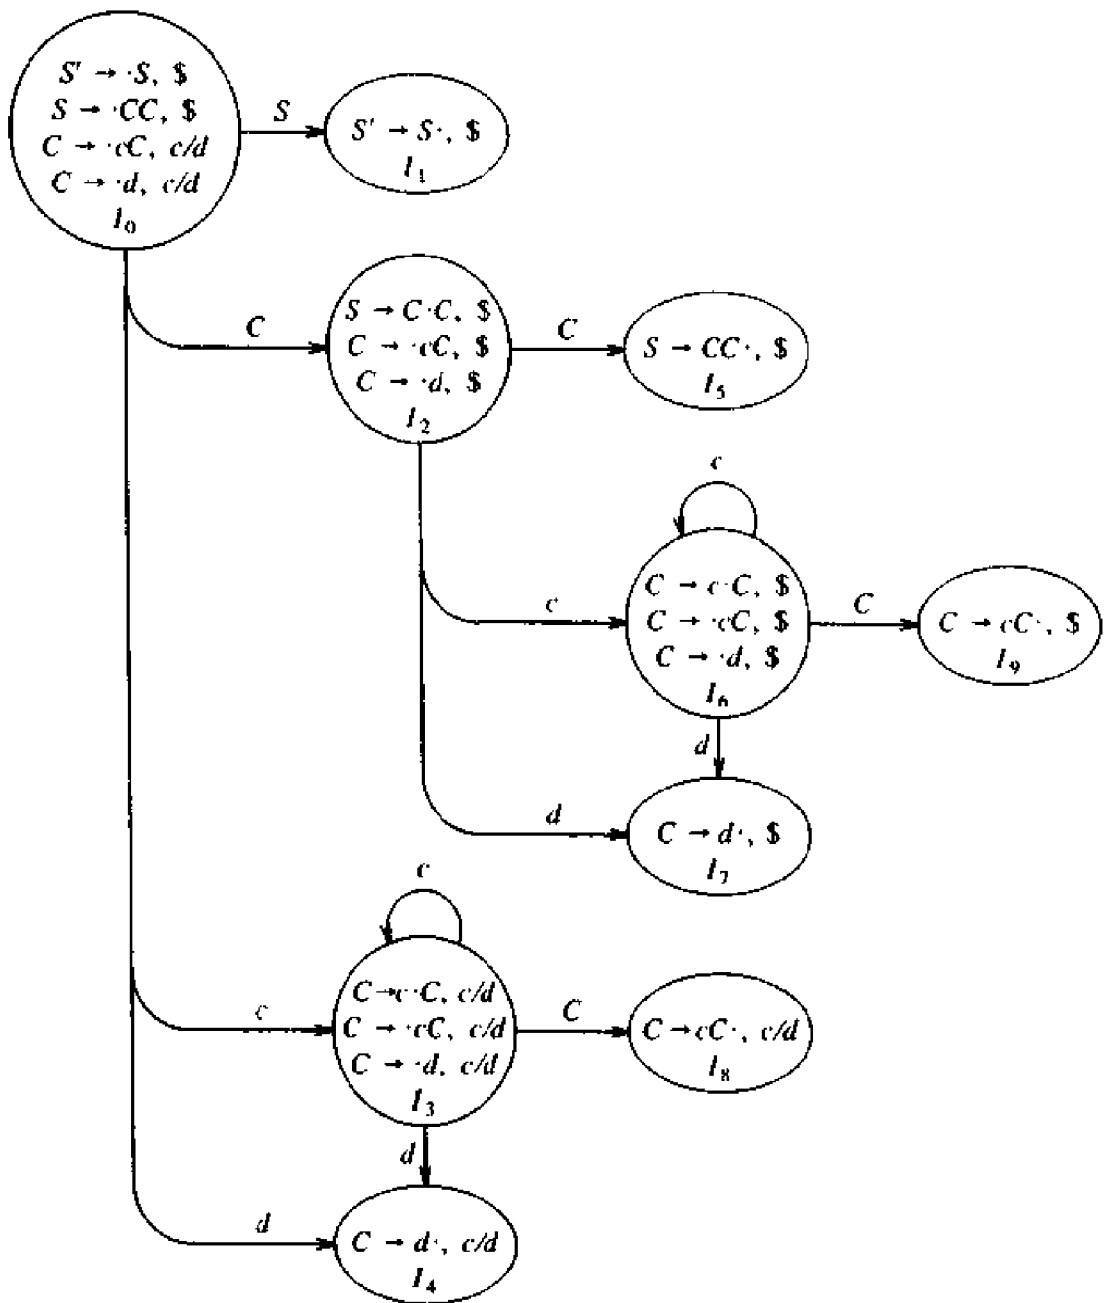 S' → ·S, $
S → ·CC, $
C → ·cC, c/d
C → ·d, c/d
I₀
S
S' → S·, $
I₁
C
S → C·C, $
C → ·cC, $
C → ·d, $
I₂
C
S → CC·, $
I₅
c
c
C → c·C, $
C → ·cC, $
C → ·d, $
I₆
C
C → cC·, $
I₉
d
d
C → d·, $
I₇
c
c
C → c·C, c/d
C → ·cC, c/d
C → ·d, c/d
I₃
C
C → cC·, c/d
I₈
d
d
C → d·, c/d
I₄